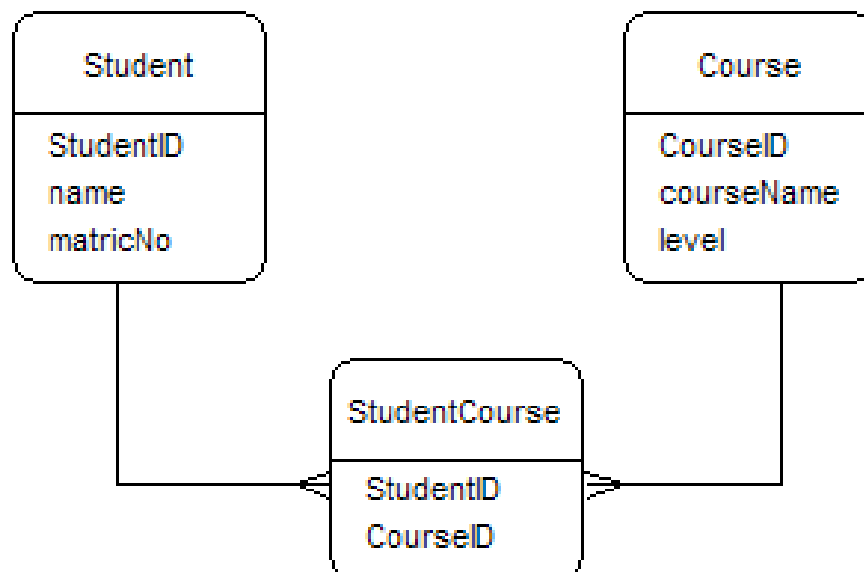 Student
StudentID
name
matricNo
Course
CourseID
courseName
level
StudentCourse
StudentID
CourseID